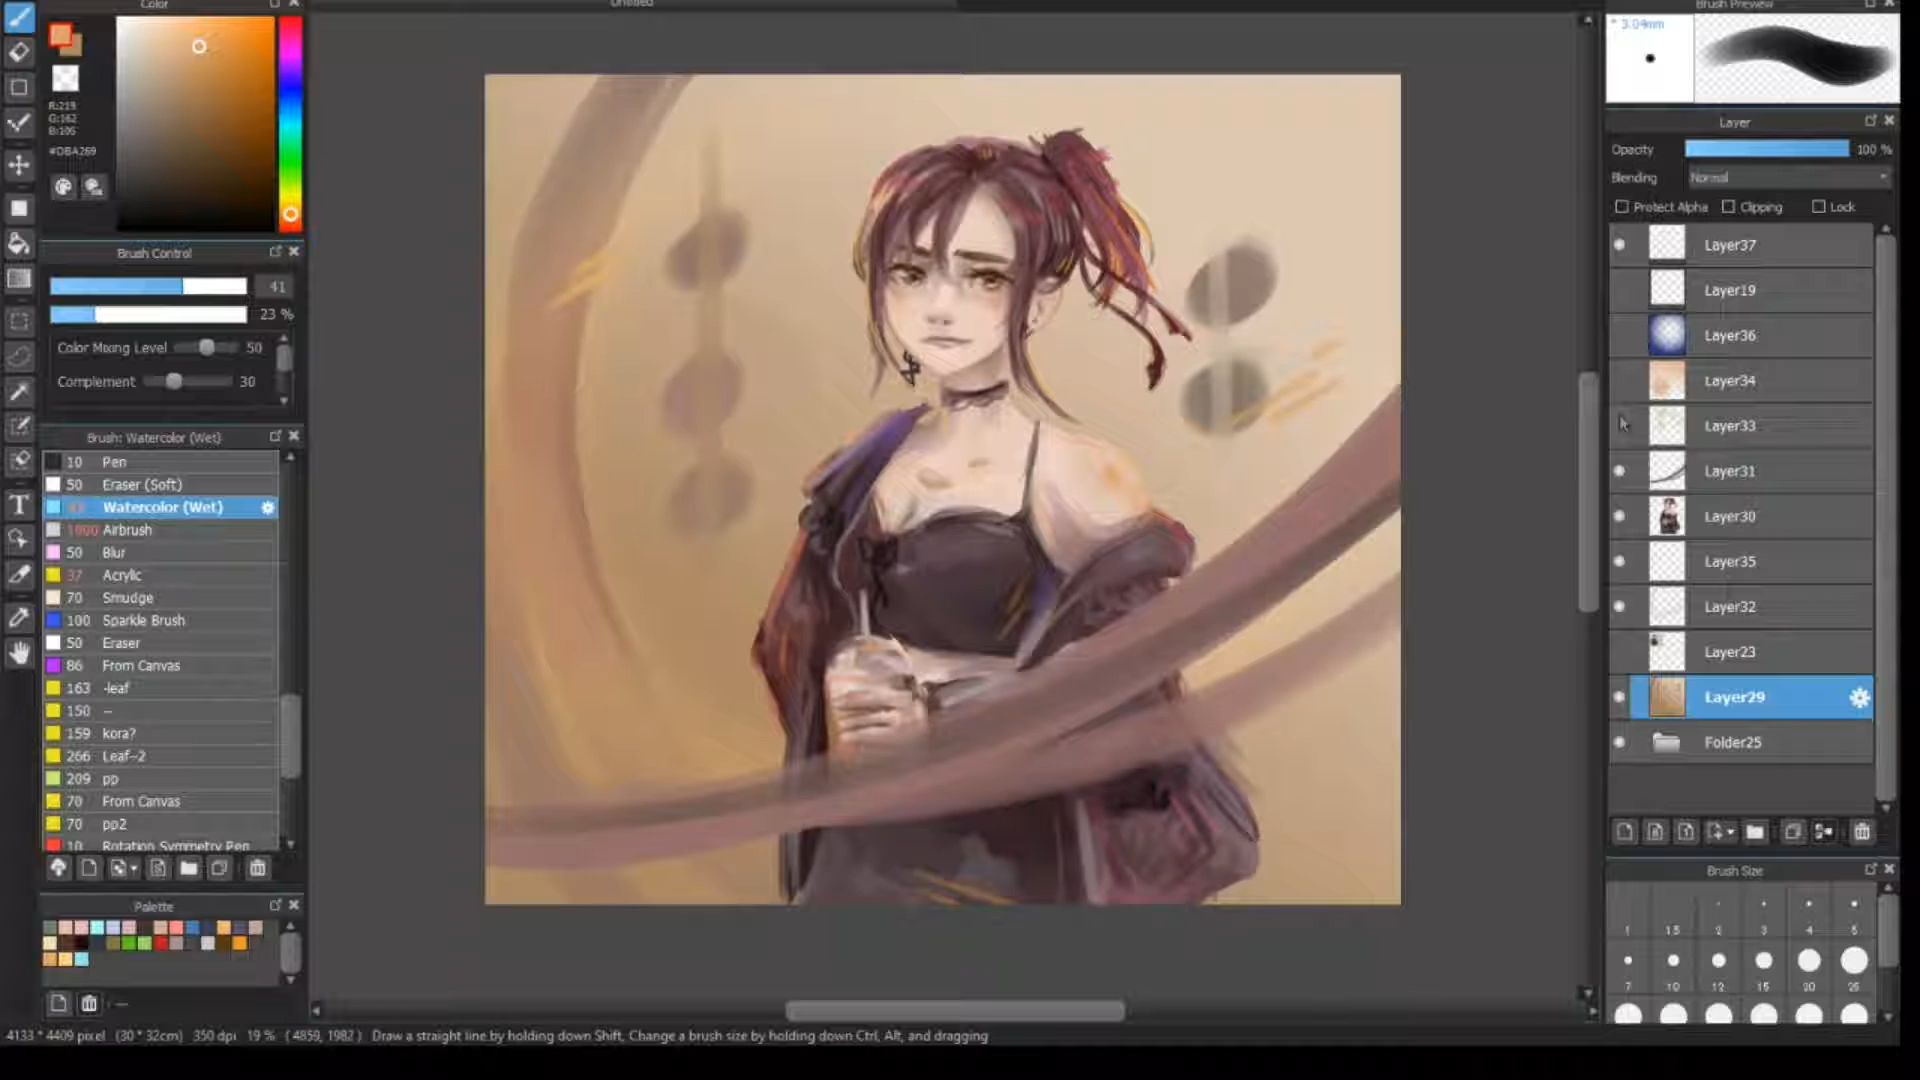 Color
Untitled
Brush Preview
* 3.04mm
R:219
G:162
B:105
#DBA269
Layer
Opacity 100 %
Blending Normal
Protect Alpha Clipping Lock
Brush Control
41
23 %
Color Mixing Level 50
Complement 30
Brush: Watercolor (Wet)
10 Pen
50 Eraser (Soft)
Watercolor (Wet)
1000 Airbrush
50 Blur
37 Acrylic
70 Smudge
100 Sparkle Brush
50 Eraser
86 From Canvas
163 -leaf
150 --
159 kora?
266 Leaf--2
209 pp
70 From Canvas
70 pp2
10 Rotation Symmetry Pen
Palette
---
Layer37
Layer19
Layer36
Layer34
Layer33
Layer31
Layer30
Layer35
Layer32
Layer23
Layer29
Folder25
Brush Size
1 1.5 2 3 4 5
7 10 12 15 20 25
4133 * 4409 pixel (30 * 32cm) 350 dpi 19 % ( 4859, 1982 ) Draw a straight line by holding down Shift, Change a brush size by holding down Ctrl, Alt, and dragging